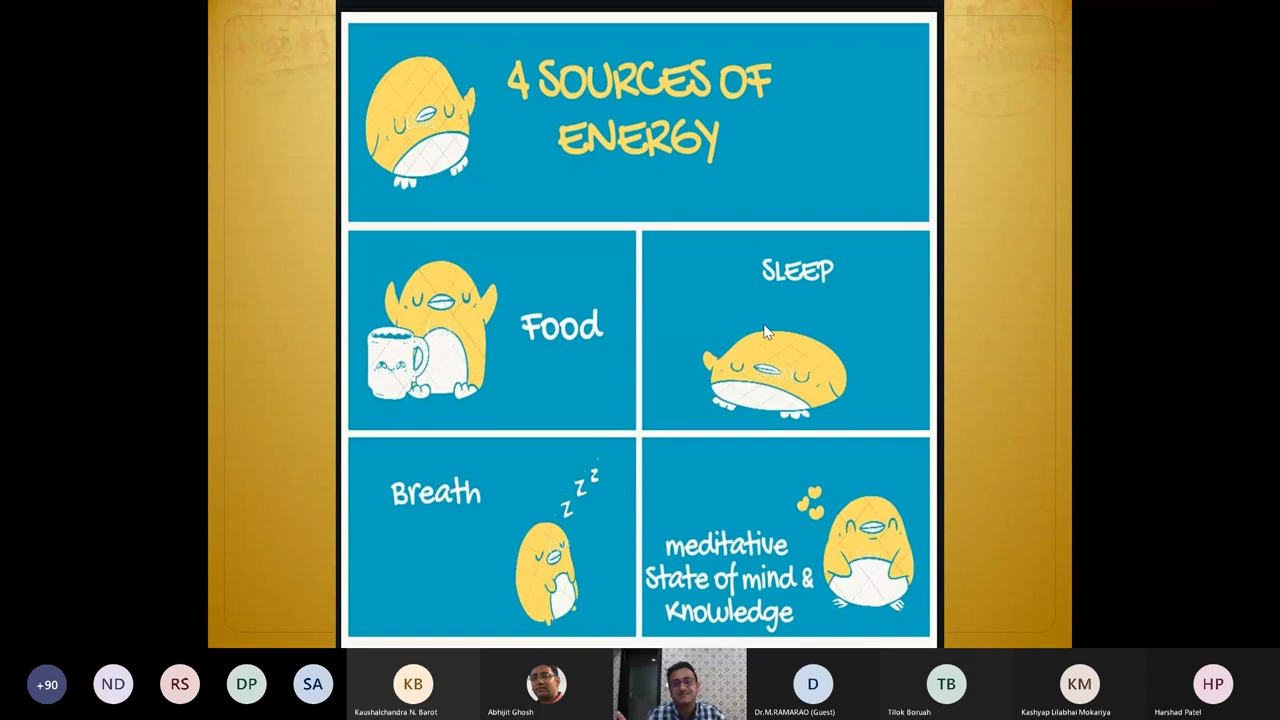 4 SOURCES OF
ENERGY
Food
SLEEP
Breath
z z z
meditative
State of mind &
Knowledge
+90
ND
RS
DP
SA
KB
Kaushalchandra N. Barot
Abhijit Ghosh
D
Dr.M.RAMARAO (Guest)
TB
Tilok Boruah
KM
Kashyap Lilabhai Mokariya
HP
Harshad Patel